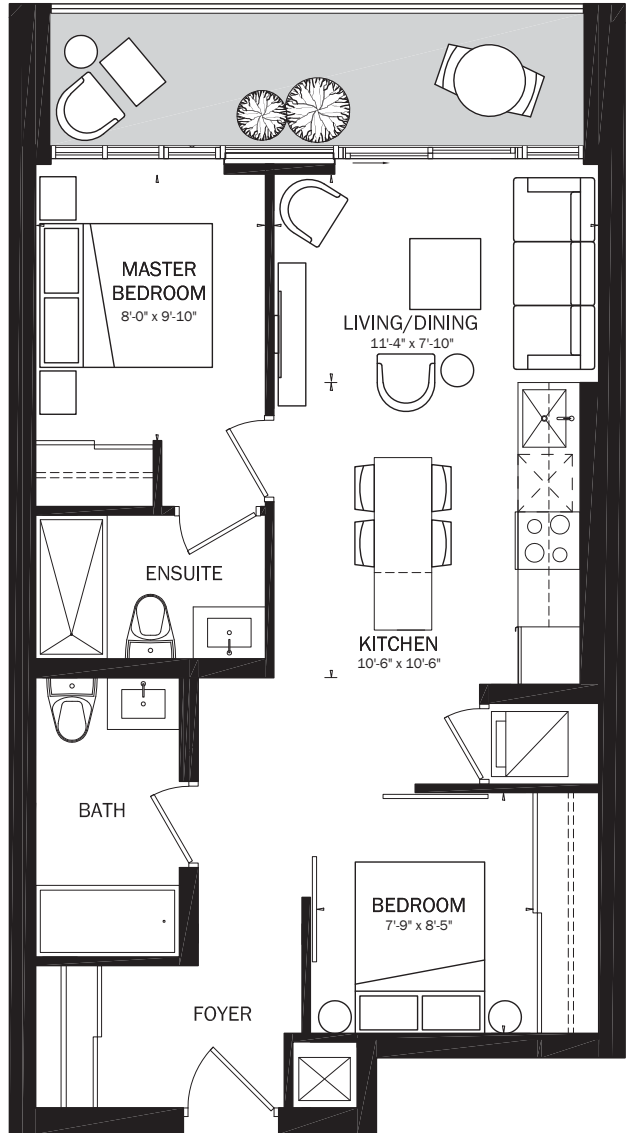 MASTER
BEDROOM
8'-0" x 9'-10"
LIVING/DINING
11'-4" x 7'-10"
ENSUITE
KITCHEN
10'-6" x 10'-6"
BATH
BEDROOM
7'-9" x 8'-5"
FOYER